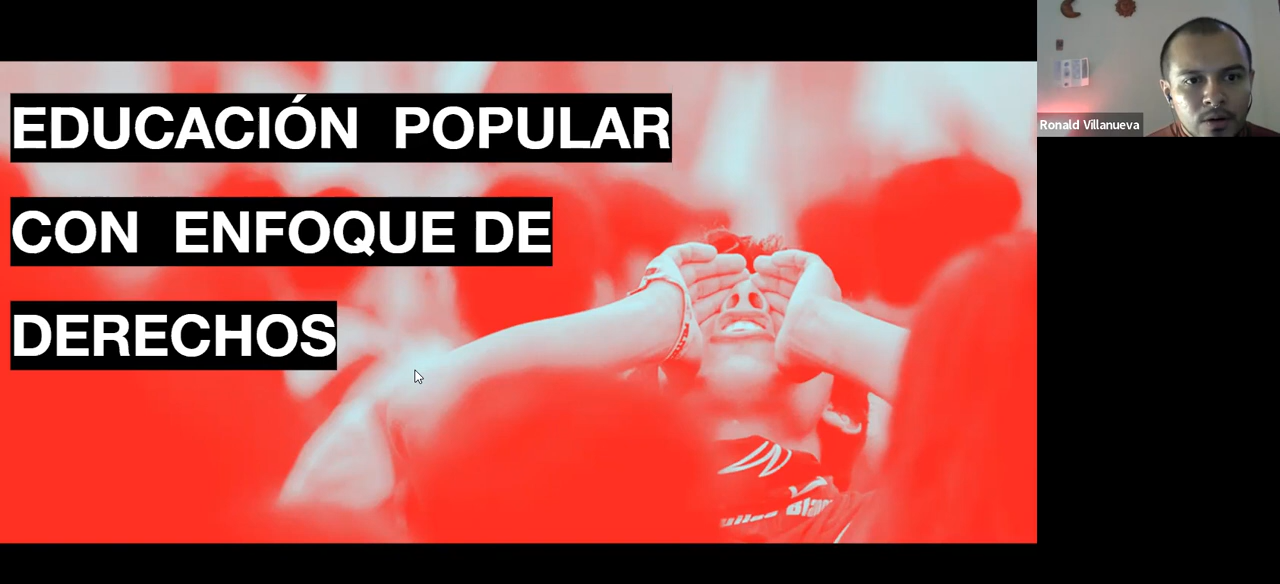 EDUCACIÓN POPULAR
CON ENFOQUE DE
DERECHOS
Ronald Villanueva